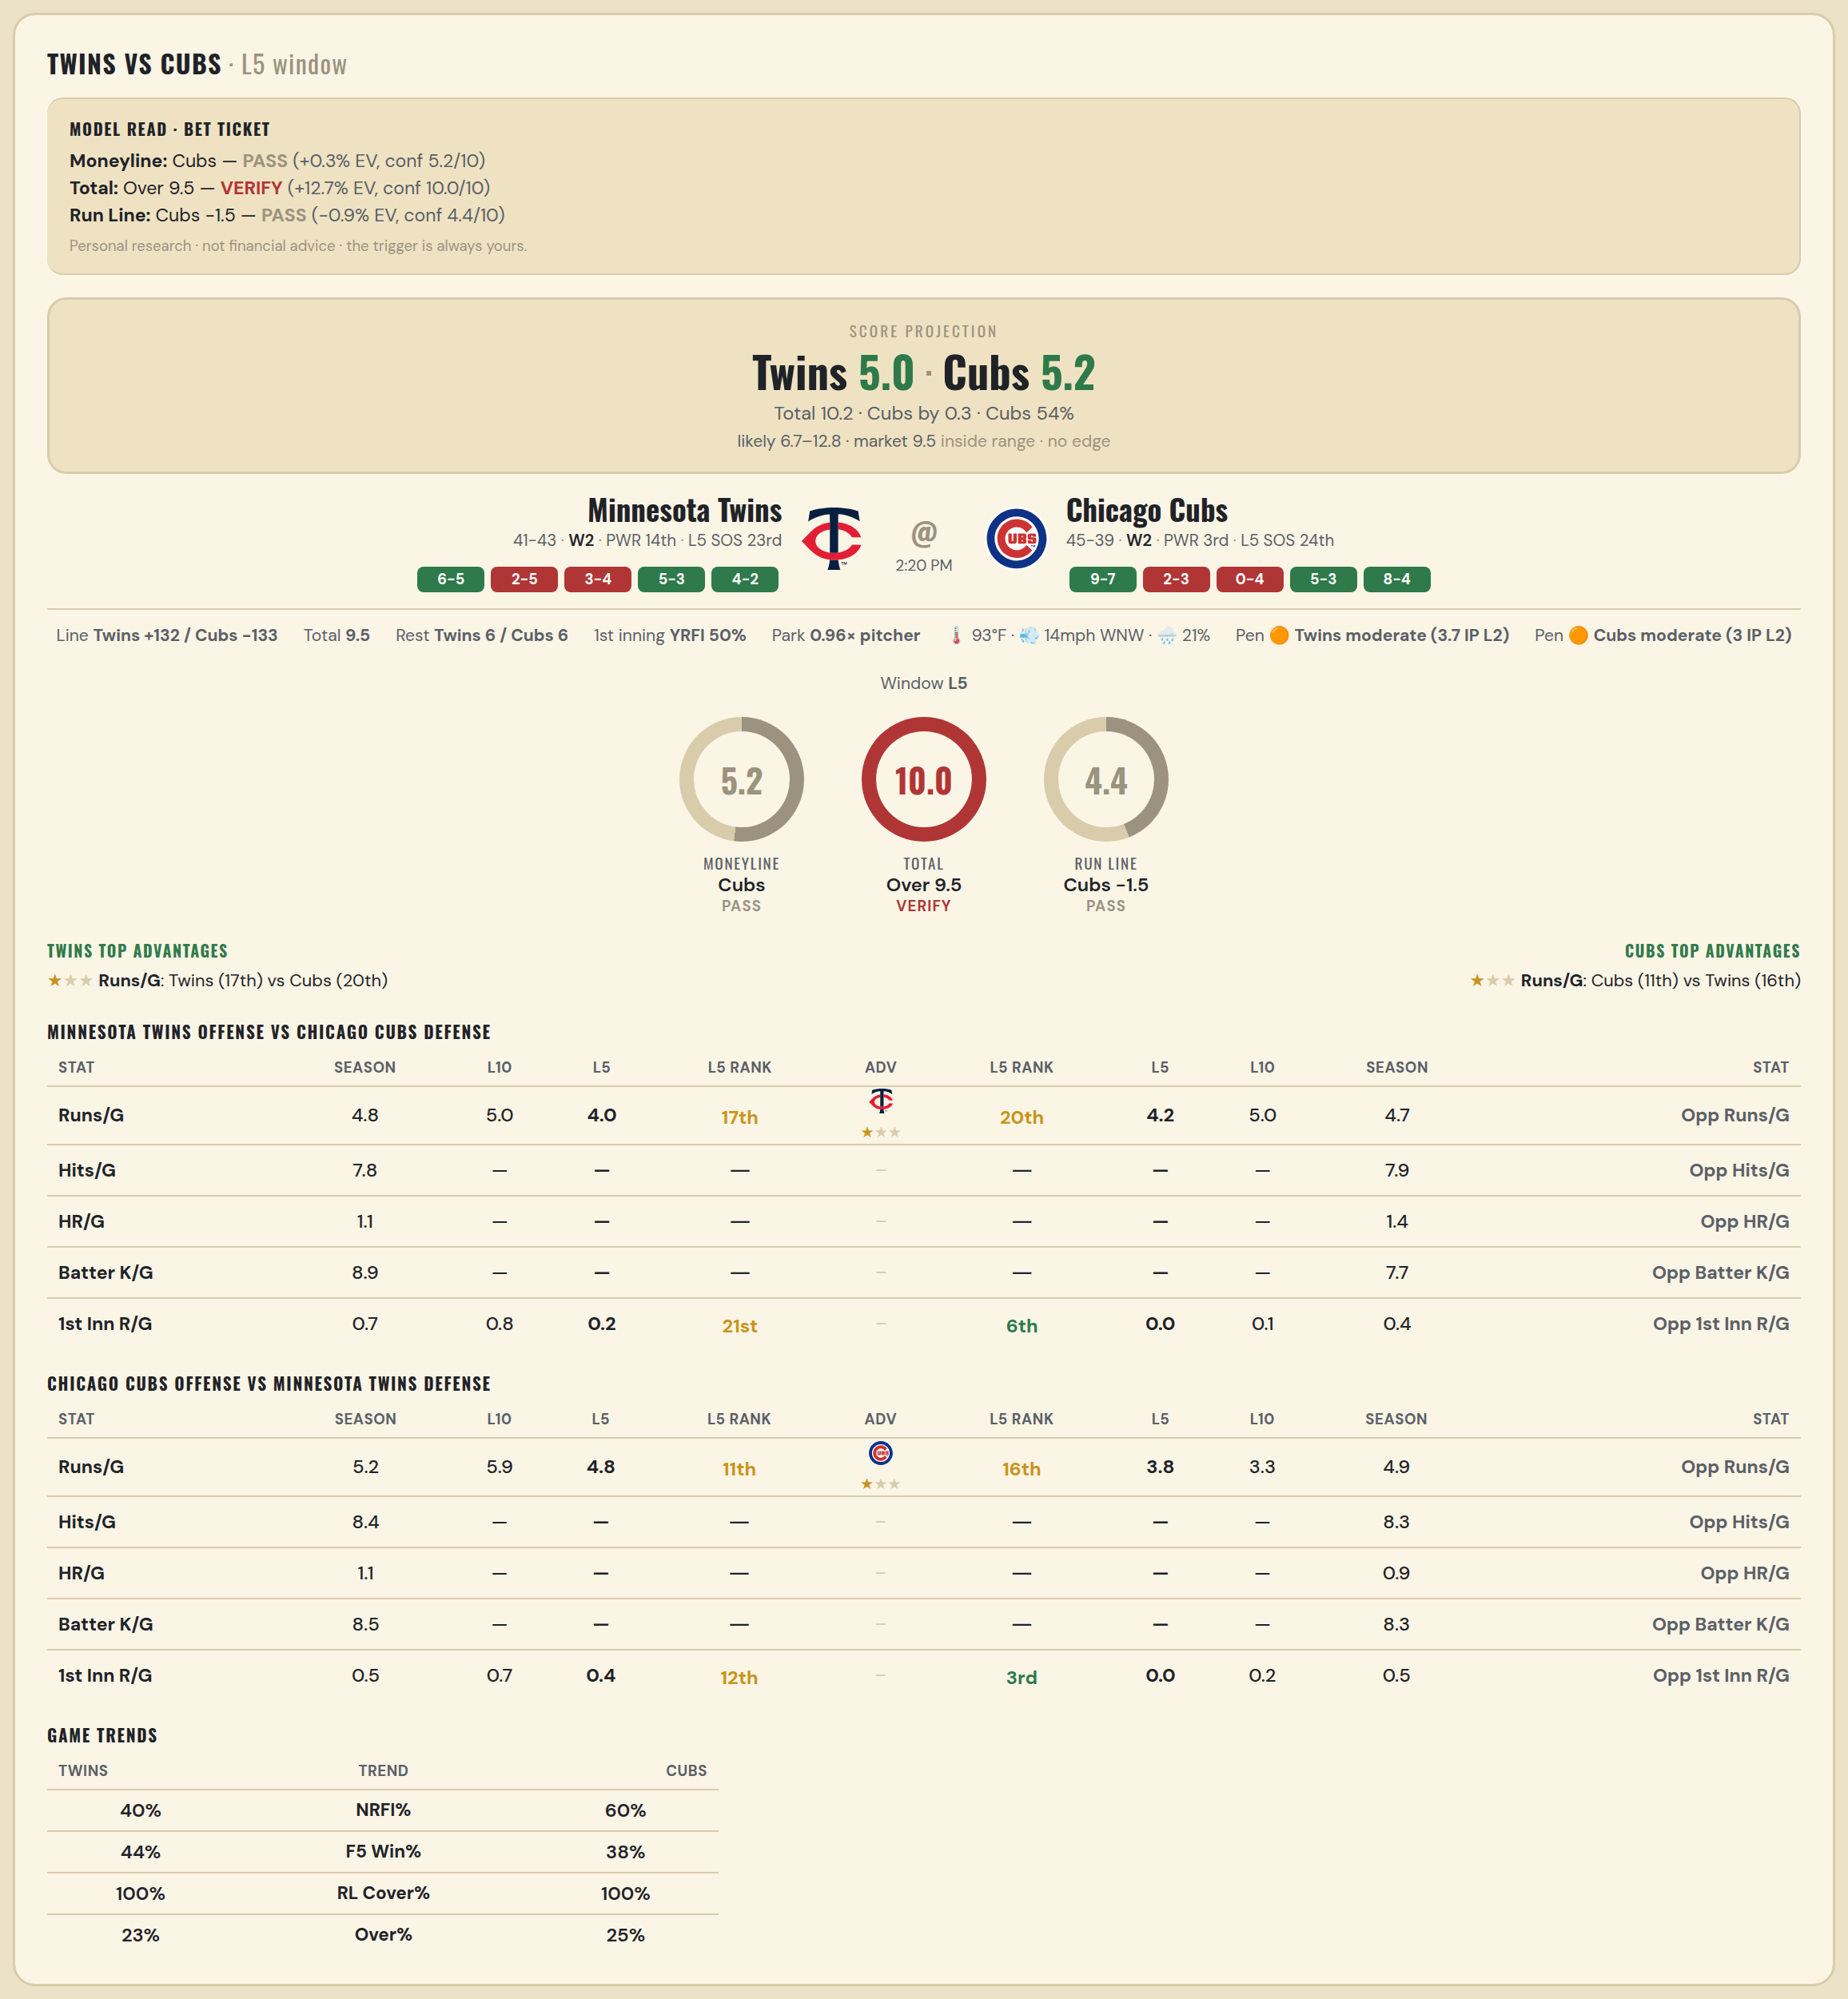 TWINS VS CUBS · L5 window
MODEL READ · BET TICKET
Moneyline: Cubs — PASS (+0.3% EV, conf 5.2/10)
Total: Over 9.5 — VERIFY (+12.7% EV, conf 10.0/10)
Run Line: Cubs −1.5 — PASS (−0.9% EV, conf 4.4/10)
Personal research · not financial advice · the trigger is always yours.
SCORE PROJECTION
Twins 5.0 · Cubs 5.2
Total 10.2 · Cubs by 0.3 · Cubs 54%
likely 6.7–12.8 · market 9.5 inside range · no edge
Minnesota Twins
41-43 · W2 · PWR 14th · L5 SOS 23rd
6-5 2-5 3-4 5-3 4-2
@
2:20 PM
Chicago Cubs
45-39 · W2 · PWR 3rd · L5 SOS 24th
9-7 2-3 0-4 5-3 8-4
Line Twins +132 / Cubs -133 Total 9.5 Rest Twins 6 / Cubs 6 1st inning YRFI 50% Park 0.96× pitcher 🌡️ 93°F · 💨 14mph WNW · 🌧️ 21% Pen 🟠 Twins moderate (3.7 IP L2) Pen 🟠 Cubs moderate (3 IP L2)
Window L5
5.2 10.0 4.4
MONEYLINE TOTAL RUN LINE
Cubs Over 9.5 Cubs −1.5
PASS VERIFY PASS
TWINS TOP ADVANTAGES
★★★ Runs/G: Twins (17th) vs Cubs (20th)
CUBS TOP ADVANTAGES
★★★ Runs/G: Cubs (11th) vs Twins (16th)
MINNESOTA TWINS OFFENSE VS CHICAGO CUBS DEFENSE
STAT SEASON L10 L5 L5 RANK ADV L5 RANK L5 L10 SEASON STAT
Runs/G 4.8 5.0 4.0 17th ★★★ 20th 4.2 5.0 4.7 Opp Runs/G
Hits/G 7.8 — — — – — — — 7.9 Opp Hits/G
HR/G 1.1 — — — – — — — 1.4 Opp HR/G
Batter K/G 8.9 — — — – — — — 7.7 Opp Batter K/G
1st Inn R/G 0.7 0.8 0.2 21st – 6th 0.0 0.1 0.4 Opp 1st Inn R/G
CHICAGO CUBS OFFENSE VS MINNESOTA TWINS DEFENSE
STAT SEASON L10 L5 L5 RANK ADV L5 RANK L5 L10 SEASON STAT
Runs/G 5.2 5.9 4.8 11th ★★★ 16th 3.8 3.3 4.9 Opp Runs/G
Hits/G 8.4 — — — – — — — 8.3 Opp Hits/G
HR/G 1.1 — — — – — — — 0.9 Opp HR/G
Batter K/G 8.5 — — — – — — — 8.3 Opp Batter K/G
1st Inn R/G 0.5 0.7 0.4 12th – 3rd 0.0 0.2 0.5 Opp 1st Inn R/G
GAME TRENDS
TWINS TREND CUBS
40% NRFI% 60%
44% F5 Win% 38%
100% RL Cover% 100%
23% Over% 25%